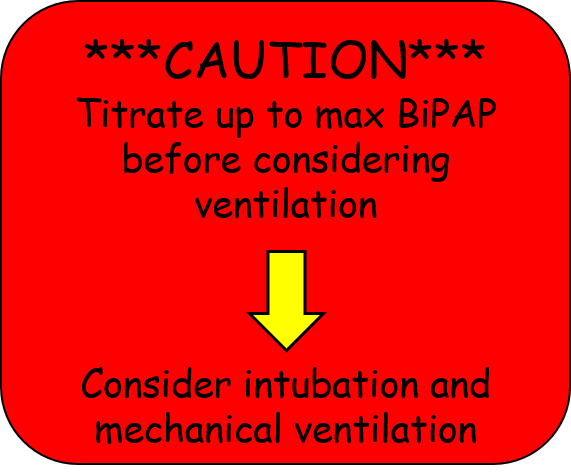 ***CAUTION***
Titrate up to max BiPAP
before considering
ventilation
Consider intubation and
mechanical ventilation